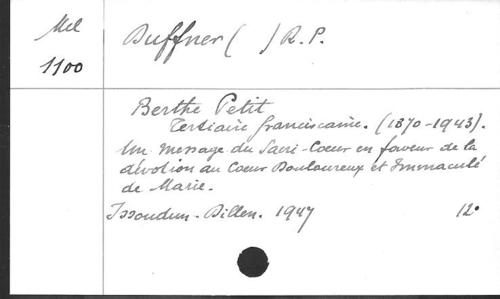 Mel
1100
Duffner ( ) R.P.
Berthe Petit
Tertiaire franciscaine. (1870-1943).
Un message du Sacré-Coeur en faveur de la
dévotion au Coeur Douloureux et Immaculé
de Marie.
Issoudun. Dillen. 1947 12°